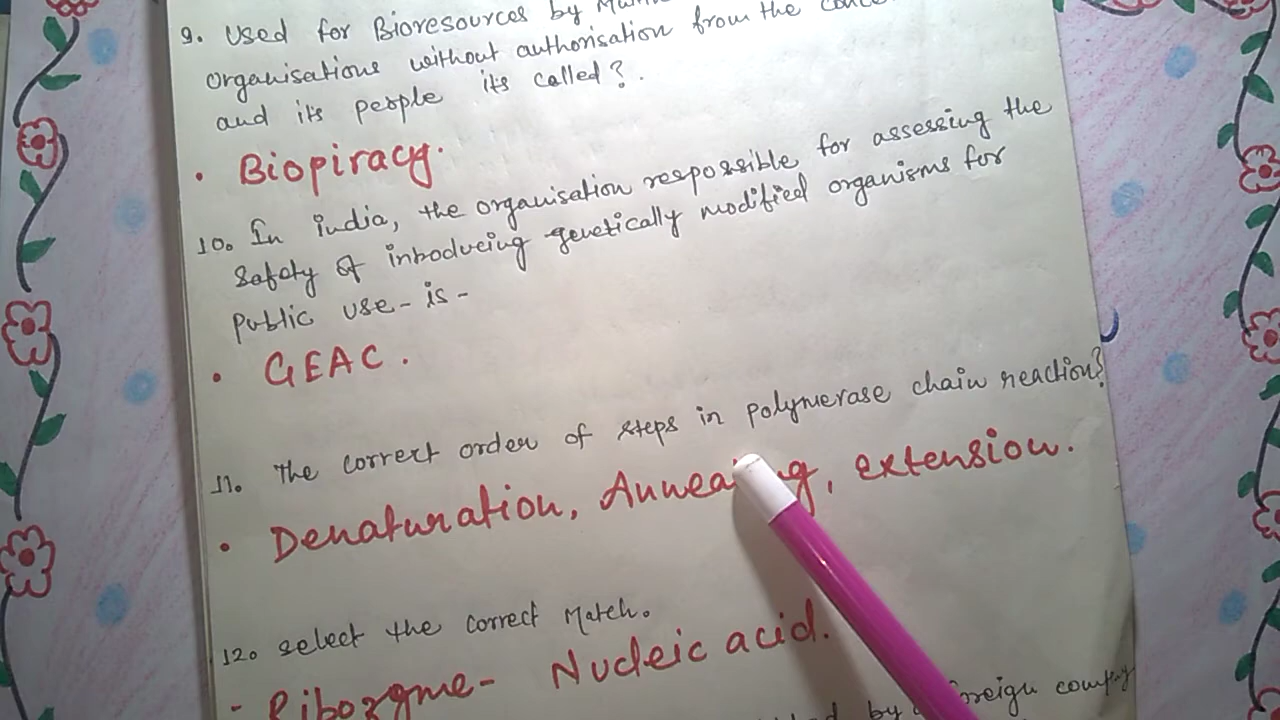 9. Used for Bioresources by
organisations without authorisation from the
and its people its called?.
• Biopiracy.
10. In india, the organisation respossible for assessing the
Safety of introducing genetically modified organisms for
public use - is -
• GEAC.
11. The correct order of steps in polymerase chain reaction?
• Denaturation, , extension.
12. select the correct Match.
- Ribozyme - Nucleic acid.
by foreign company